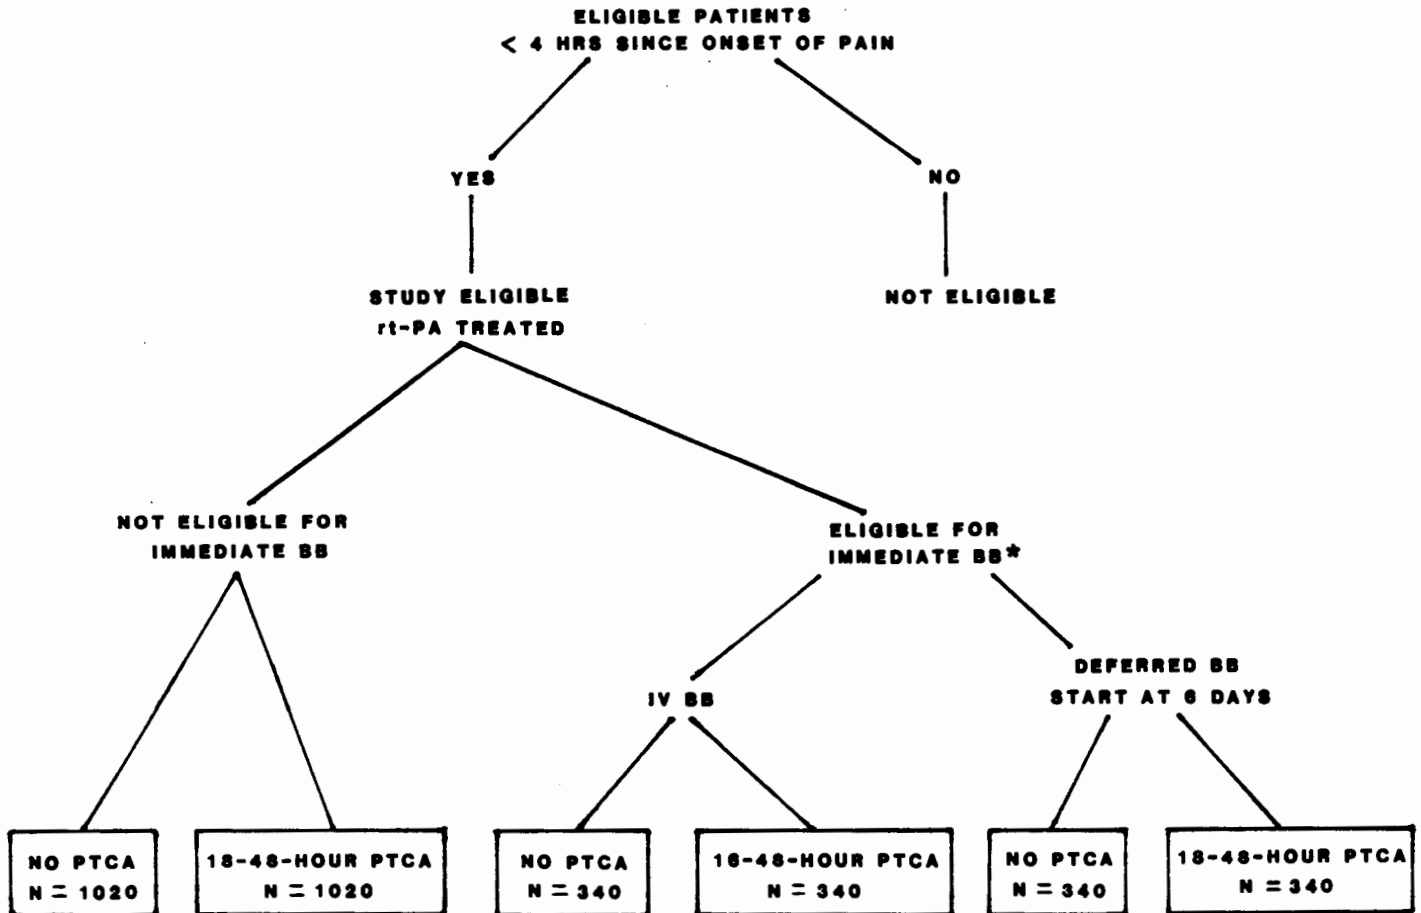 ELIGIBLE PATIENTS
< 4 HRS SINCE ONSET OF PAIN
YES
NO
STUDY ELIGIBLE
rt-PA TREATED
NOT ELIGIBLE
NOT ELIGIBLE FOR
IMMEDIATE BB
ELIGIBLE FOR
IMMEDIATE BB*
IV BB
DEFERRED BB
START AT 6 DAYS
NO PTCA
N = 1020
18-48-HOUR PTCA
N = 1020
NO PTCA
N = 340
16-48-HOUR PTCA
N = 340
NO PTCA
N = 340
18-48-HOUR PTCA
N = 340